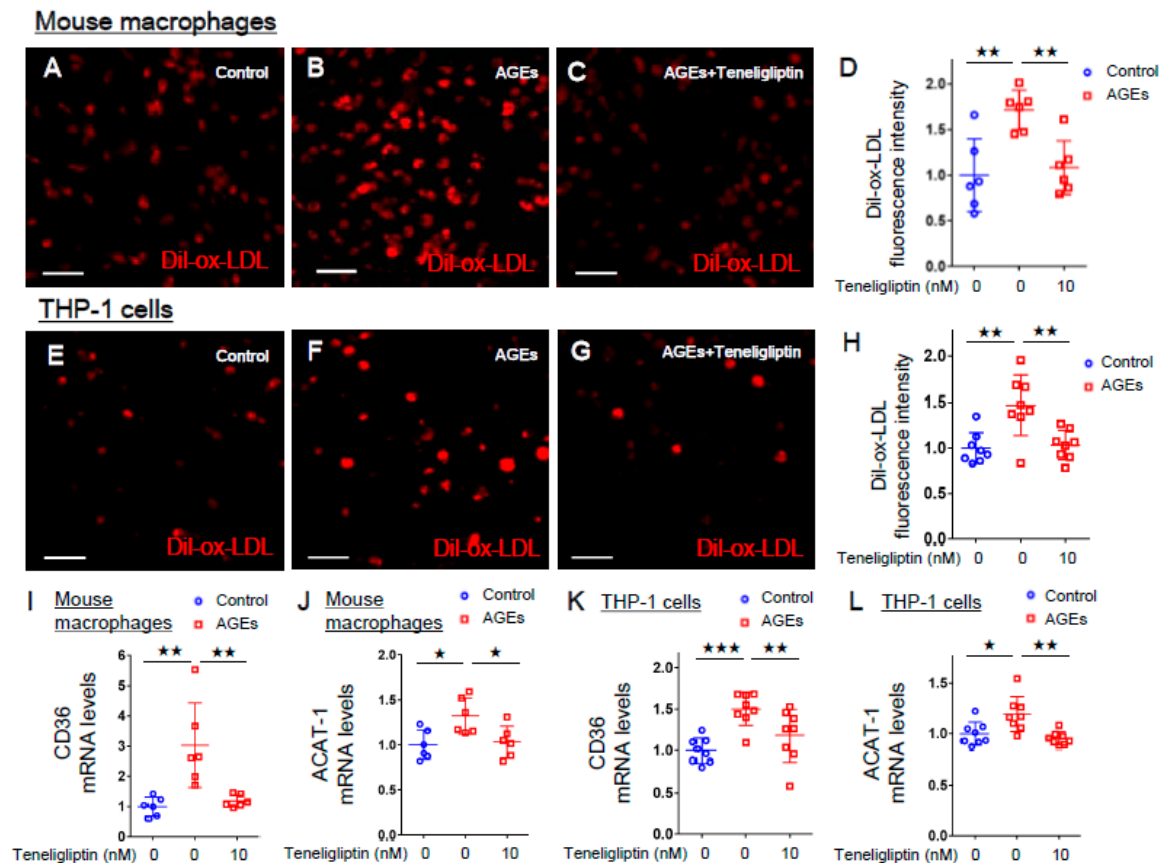 Mouse macrophages
A
Control
Dil-ox-LDL
B
AGEs
Dil-ox-LDL
C
AGEs+Teneligliptin
Dil-ox-LDL
D
★★ ★★
Control
AGEs
Dil-ox-LDL
fluorescence intensity
2.0
1.5
1.0
0.5
0.0
Teneligliptin (nM) 0 0 10
THP-1 cells
E
Control
Dil-ox-LDL
F
AGEs
Dil-ox-LDL
G
AGEs+Teneligliptin
Dil-ox-LDL
H
★★ ★★
Control
AGEs
Dil-ox-LDL
fluorescence intensity
2.0
1.5
1.0
0.5
0.0
Teneligliptin (nM) 0 0 10
I Mouse
macrophages
Control
AGEs
★★ ★★
CD36
mRNA levels
6
5
4
3
2
1
0
Teneligliptin (nM) 0 0 10
J Mouse
macrophages
Control
AGEs
★ ★
ACAT-1
mRNA levels
2.0
1.5
1.0
0.5
0.0
0 0 10
K THP-1 cells
Control
AGEs
★★★ ★★
CD36
mRNA levels
2.0
1.5
1.0
0.5
0.0
0 0 10
L THP-1 cells
Control
AGEs
★ ★★
ACAT-1
mRNA levels
1.5
1.0
0.5
0.0
Teneligliptin (nM) 0 0 10